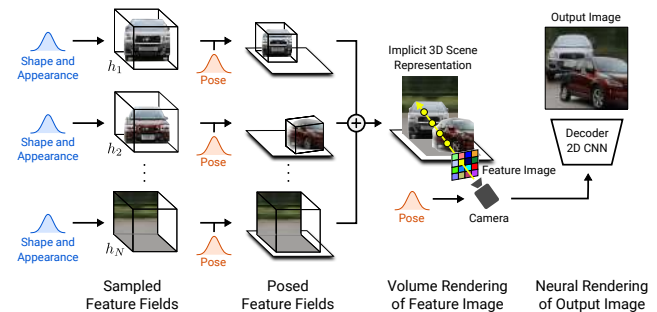 Shape and
Appearance
h1
Pose
Shape and
Appearance
h2
Pose
Shape and
Appearance
hN
Pose
Implicit 3D Scene
Representation
Feature Image
Pose
Camera
Output Image
Decoder
2D CNN
Sampled
Feature Fields
Posed
Feature Fields
Volume Rendering
of Feature Image
Neural Rendering
of Output Image